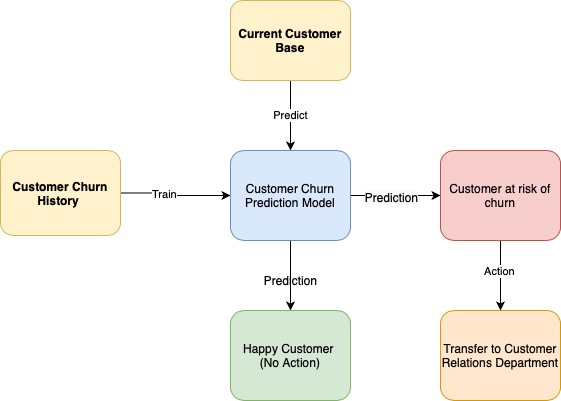 Current Customer
Base
Predict
Customer Churn
History
Train
Customer Churn
Prediction Model
Prediction
Customer at risk of
churn
Prediction
Action
Happy Customer
(No Action)
Transfer to Customer
Relations Department